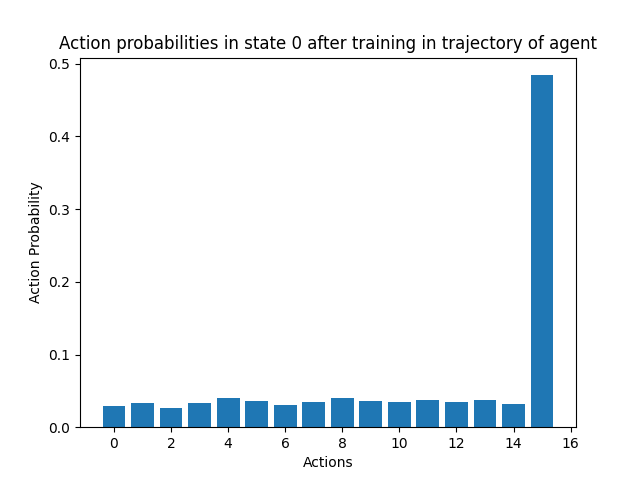 Action probabilities in state 0 after training in trajectory of agent
0.5
0.4
0.3
0.2
0.1
0.0
Action Probability
0 2 4 6 8 10 12 14 16
Actions